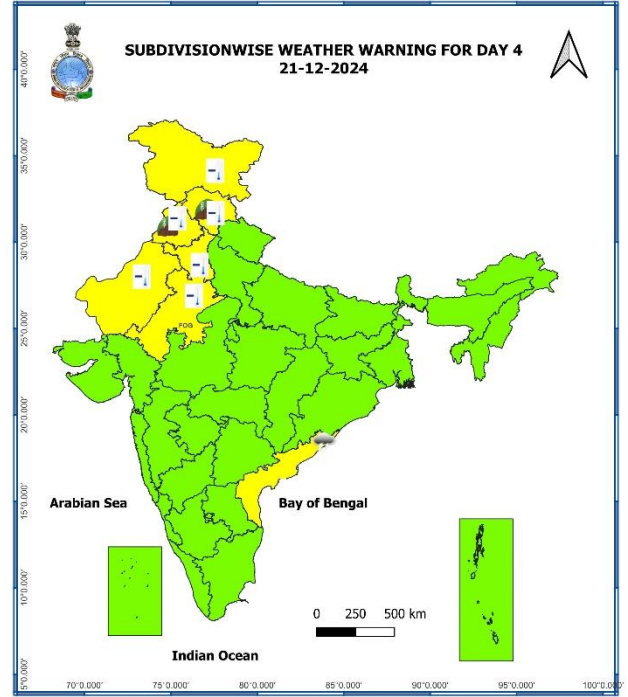 SUBDIVISIONWISE WEATHER WARNING FOR DAY 4
21-12-2024
40°0.000'
35°0.000'
30°0.000'
25°0.000'
20°0.000'
15°0.000'
10°0.000'
5°0.000'
FOG
Arabian Sea
Bay of Bengal
0 250 500 km
Indian Ocean
70°0.000' 75°0.000' 80°0.000' 85°0.000' 90°0.000' 95°0.000' 100°0.000'